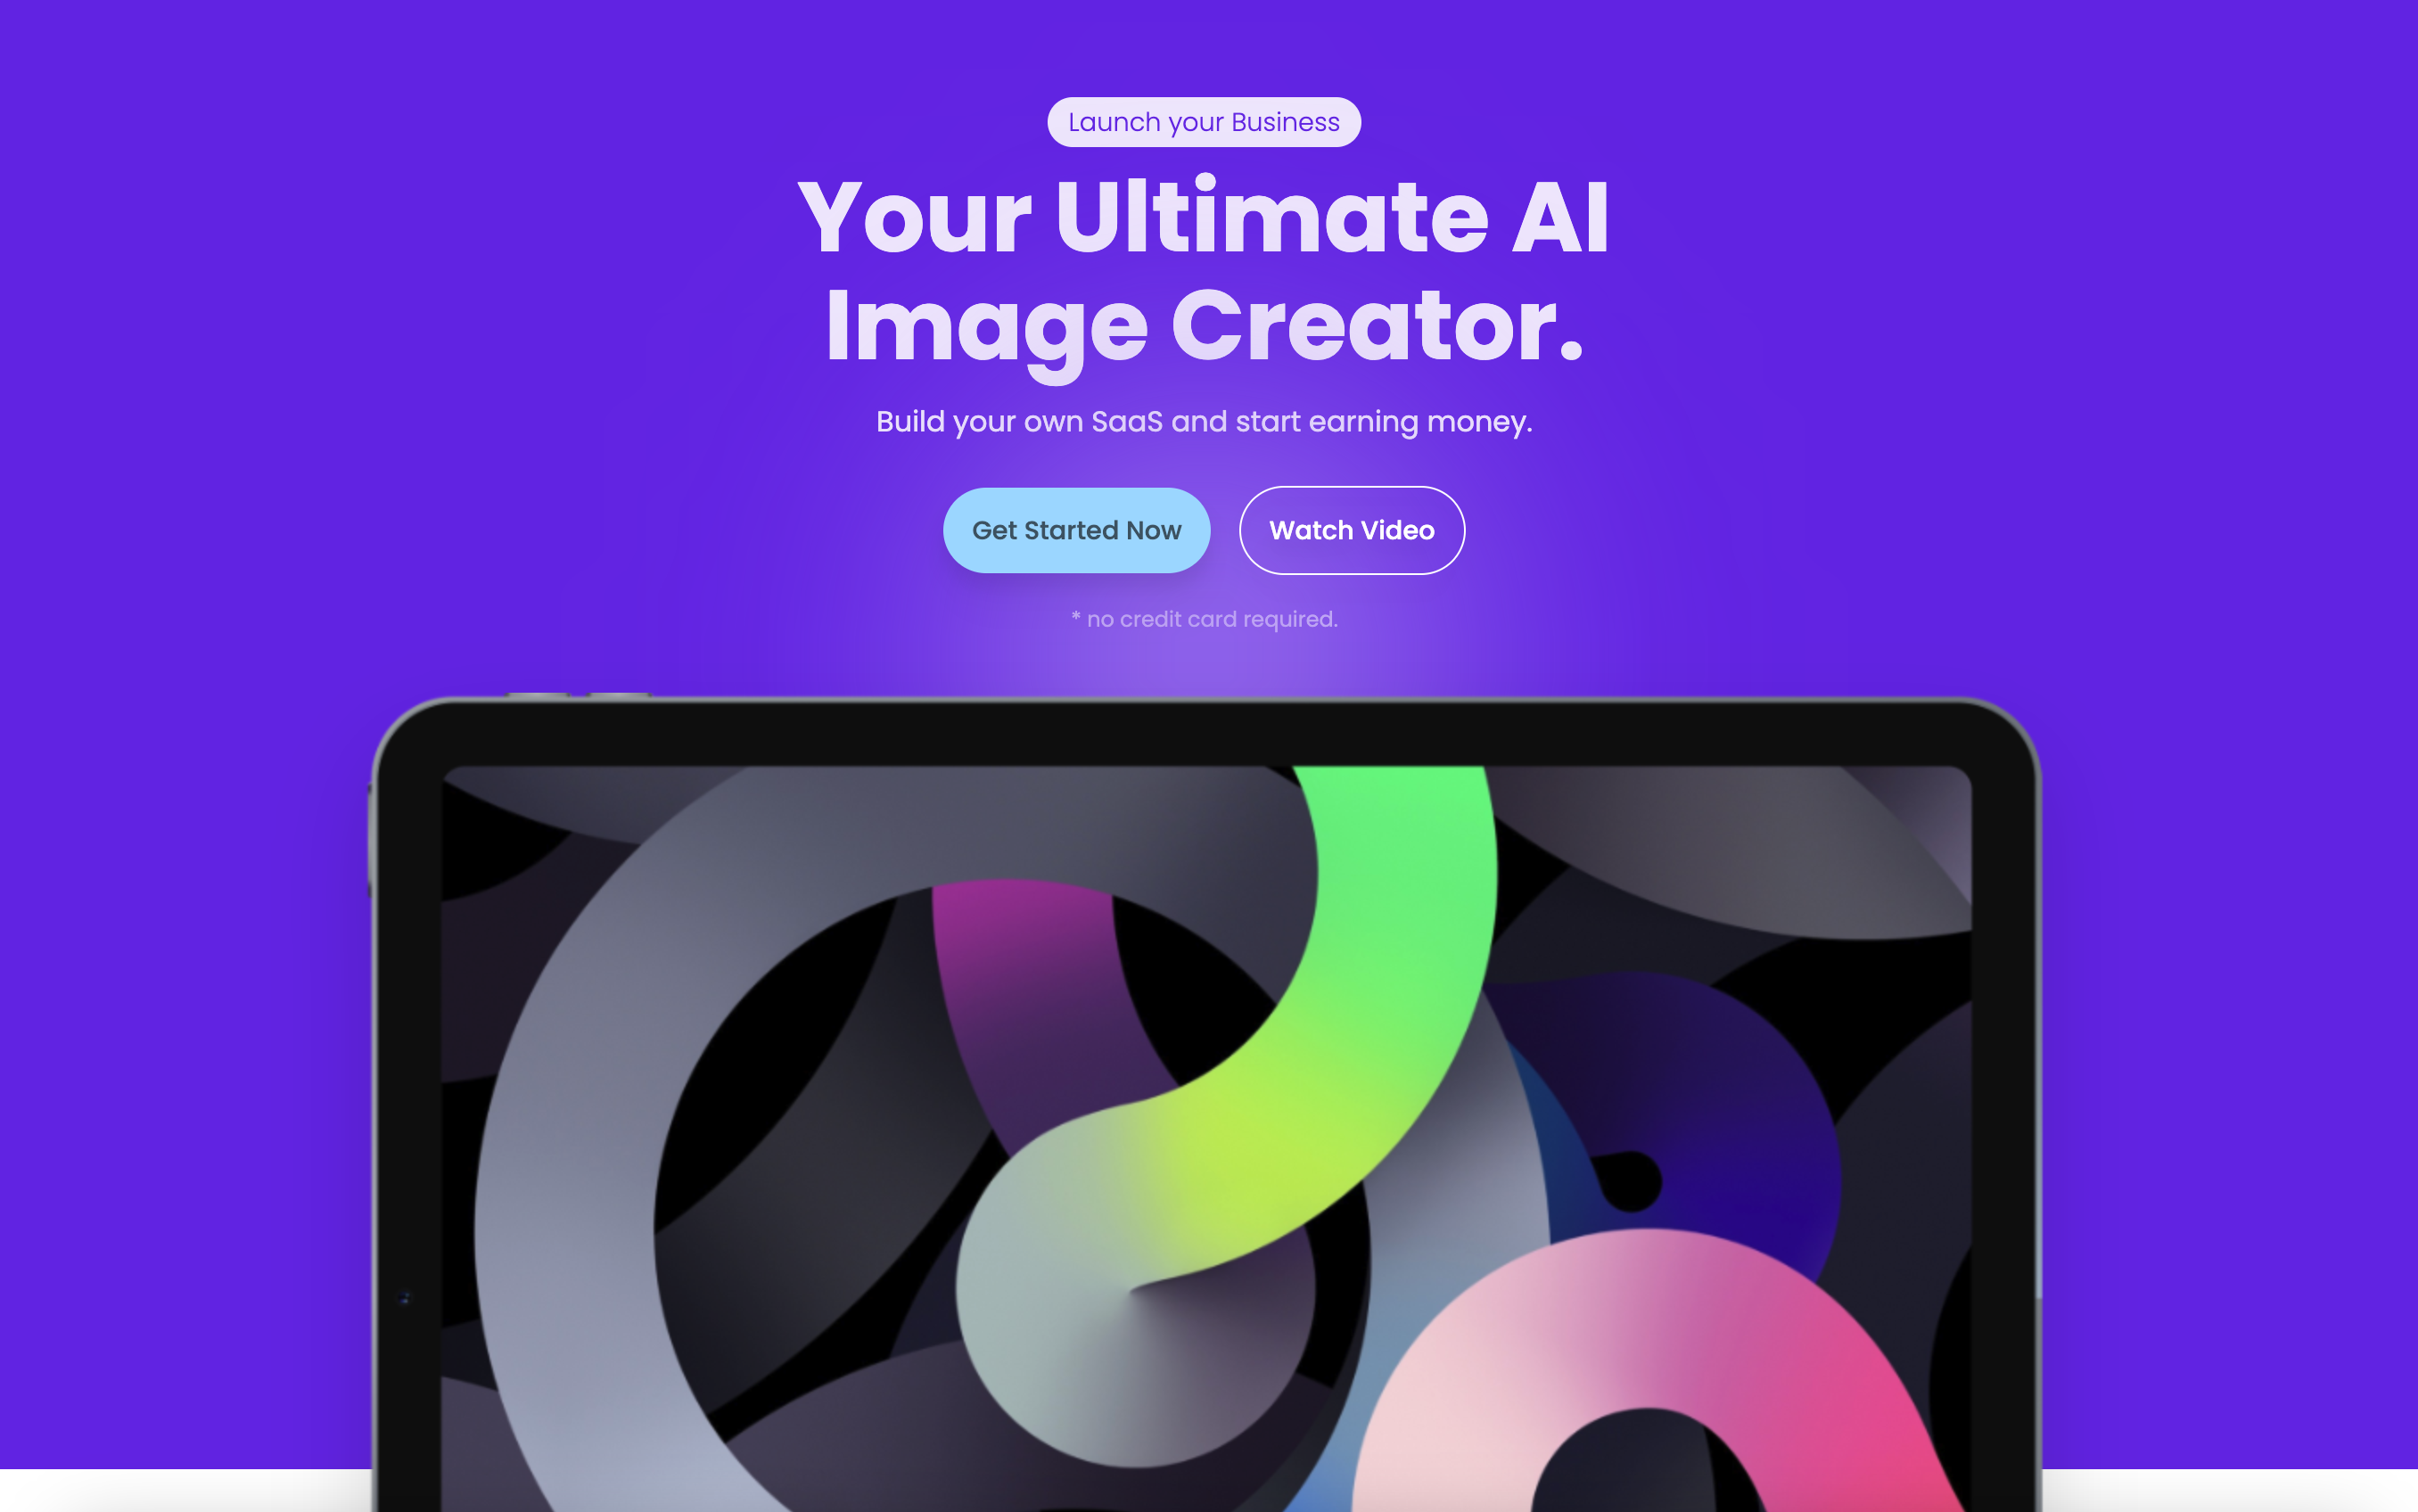 Launch your Business
Your Ultimate AI
Image Creator.
Build your own SaaS and start earning money.
Get Started Now
Watch Video
* no credit card required.